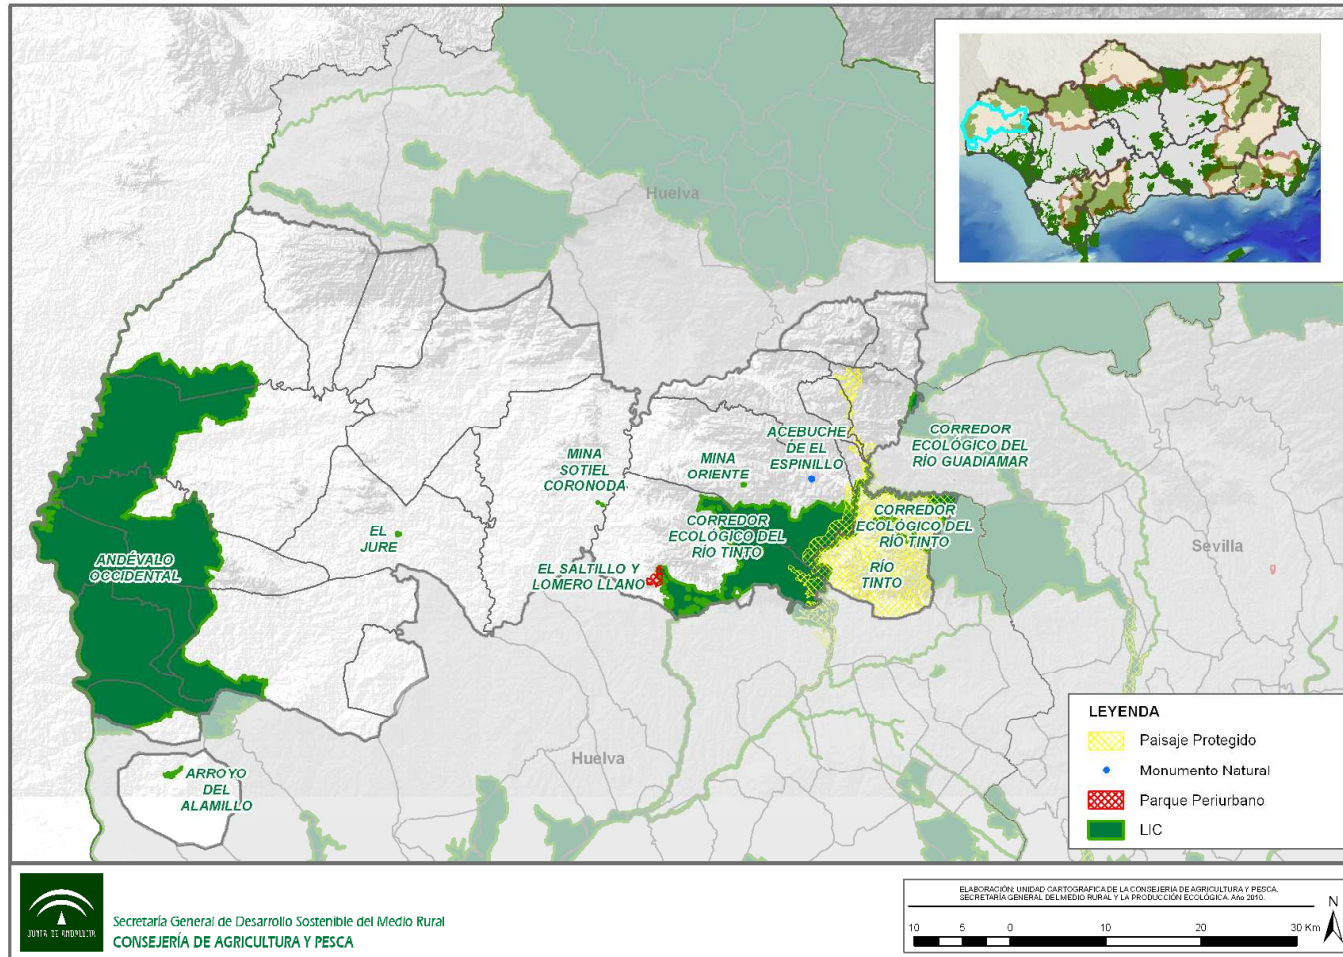 Huelva
ACEBUCHE
DE EL
ESPINILLO
CORREDOR
ECOLÓGICO DEL
RÍO GUADIAMAR
MINA
SOTIEL
CORONODA
MINA
ORIENTE
CORREDOR
ECOLÓGICO DEL
RÍO TINTO
CORREDOR
ECOLÓGICO DEL
RÍO TINTO
EL
JURE
Sevilla
ANDÉVALO
OCCIDENTAL
EL SALTILLO Y
LOMERO LLANO
RÍO
TINTO
Huelva
ARROYO
DEL
ALAMILLO
LEYENDA
Paisaje Protegido
Monumento Natural
Parque Periurbano
LIC
JUNTA DE ANDALUCIA
Secretaría General de Desarrollo Sostenible del Medio Rural
CONSEJERÍA DE AGRICULTURA Y PESCA
ELABORACIÓN: UNIDAD CARTOGRÁFICA DE LA CONSEJERIA DE AGRICULTURA Y PESCA.
SECRETARÍA GENERAL DEL MEDIO RURAL Y LA PRODUCCIÓN ECOLÓGICA. Año 2010.
10 5 0 10 20 30 Km
N